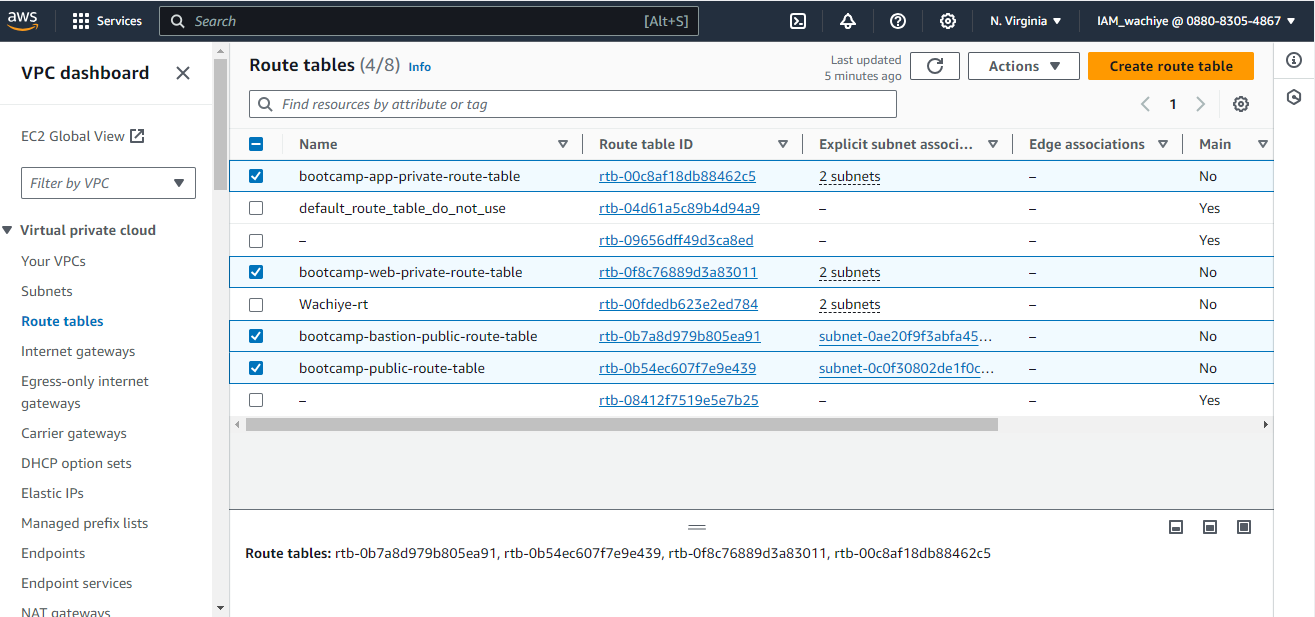 aws Services Search [Alt+S] N. Virginia IAM_wachiye @ 0880-8305-4867
VPC dashboard
EC2 Global View
Filter by VPC
Virtual private cloud
Your VPCs
Subnets
Route tables
Internet gateways
Egress-only internet
gateways
Carrier gateways
DHCP option sets
Elastic IPs
Managed prefix lists
Endpoints
Endpoint services
NAT gateways
Route tables (4/8) Info
Last updated
5 minutes ago
Actions
Create route table
Find resources by attribute or tag
1
Name Route table ID Explicit subnet associ... Edge associations Main
bootcamp-app-private-route-table rtb-00c8af18db88462c5 2 subnets – No
default_route_table_do_not_use rtb-04d61a5c89b4d94a9 – – Yes
– rtb-09656dff49d3ca8ed – – Yes
bootcamp-web-private-route-table rtb-0f8c76889d3a83011 2 subnets – No
Wachiye-rt rtb-00fdedb623e2ed784 2 subnets – No
bootcamp-bastion-public-route-table rtb-0b7a8d979b805ea91 subnet-0ae20f9f3abfa45... – No
bootcamp-public-route-table rtb-0b54ec607f7e9e439 subnet-0c0f30802de1f0c... – No
– rtb-08412f7519e5e7b25 – – Yes
Route tables: rtb-0b7a8d979b805ea91, rtb-0b54ec607f7e9e439, rtb-0f8c76889d3a83011, rtb-00c8af18db88462c5